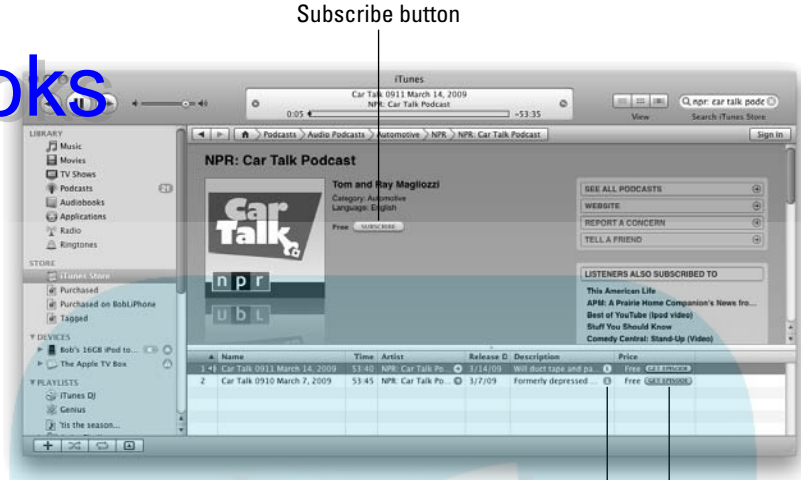 Subscribe button
oks
iTunes
Car Talk 0911 March 14, 2009
NPR: Car Talk Podcast
0:05
-53:35
npr: car talk podc
View
Search iTunes Store
LIBRARY
Music
Movies
TV Shows
Podcasts
Audiobooks
Applications
Radio
Ringtones
STORE
iTunes Store
Purchased
Purchased on BobLiPhone
Tagged
DEVICES
Bob's 16GB iPod to...
The Apple TV Box
PLAYLISTS
iTunes DJ
Genius
'tis the season...
Podcasts Audio Podcasts Automotive NPR NPR: Car Talk Podcast
Sign In
NPR: Car Talk Podcast
Car Talk
npr
Tom and Ray Magliozzi
Category: Automotive
Language: English
Free SUBSCRIBE
SEE ALL PODCASTS
WEBSITE
REPORT A CONCERN
TELL A FRIEND
LISTENERS ALSO SUBSCRIBED TO
This American Life
APM: A Prairie Home Companion's News fro...
Best of YouTube (Ipod video)
Stuff You Should Know
Comedy Central: Stand-Up (Video)
Name Time Artist Release D Description Price
1 Car Talk 0911 March 14, 2009 53:40 NPR: Car Talk Po... 3/14/09 Will duct tape and pa... Free GET EPISODE
2 Car Talk 0910 March 7, 2009 53:45 NPR: Car Talk Po... 3/7/09 Formerly depressed ... Free GET EPISODE